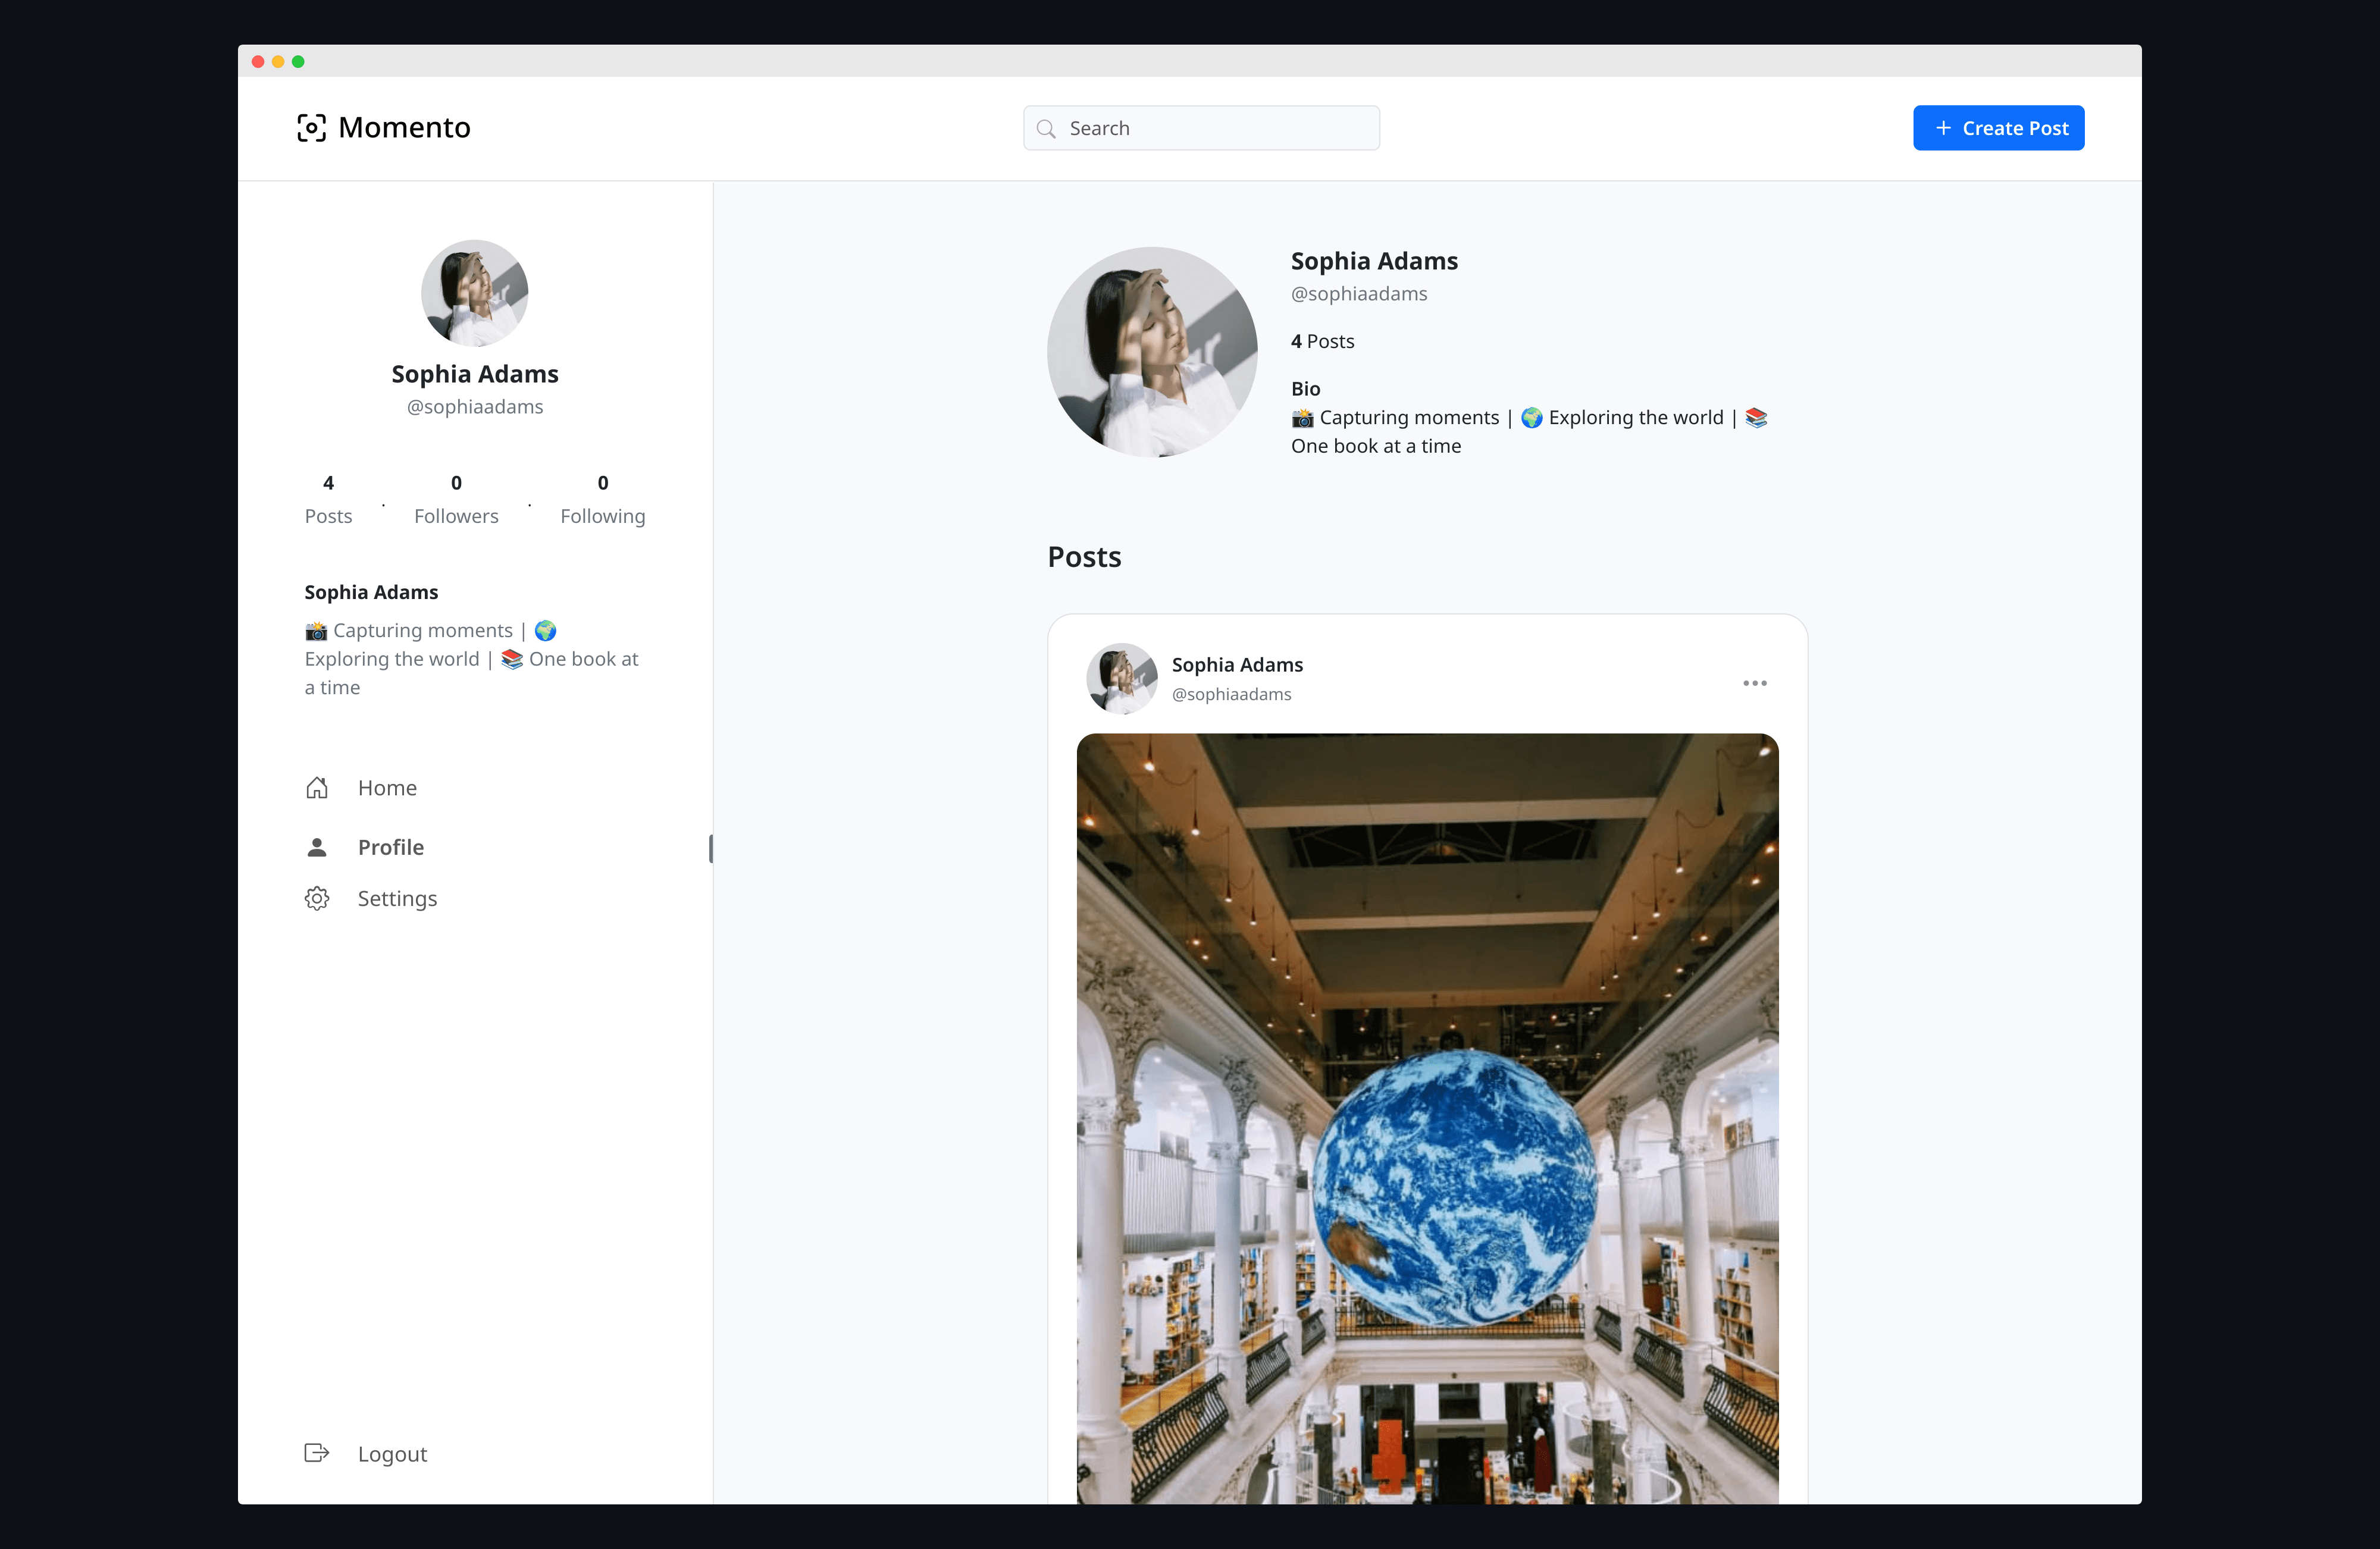 Momento
Search
+ Create Post
Sophia Adams
@sophiaadams
4
Posts
·
0
Followers
·
0
Following
Sophia Adams
📸 Capturing moments | 🌍
Exploring the world | 📚 One book at
a time
Home
Profile
Settings
Logout
Sophia Adams
@sophiaadams
4 Posts
Bio
📸 Capturing moments | 🌍 Exploring the world | 📚
One book at a time
Posts
Sophia Adams
@sophiaadams